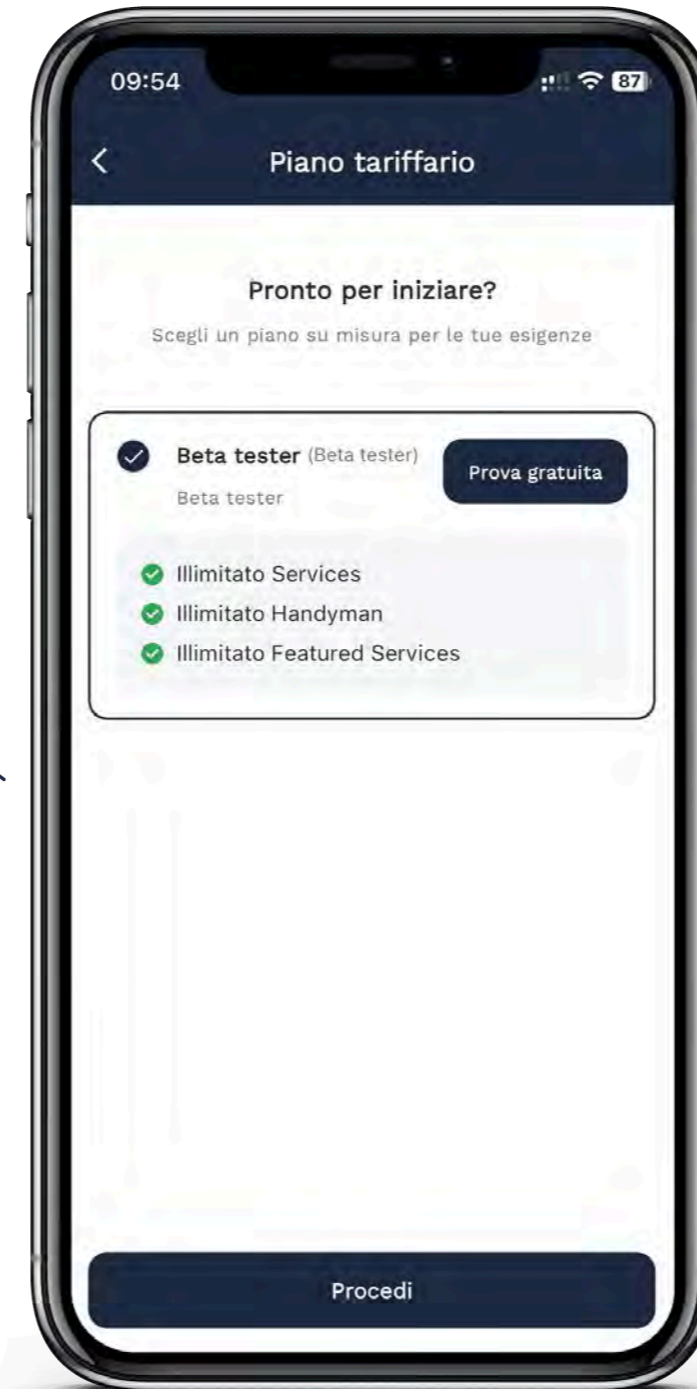 09:54
87
Piano tariffario
Pronto per iniziare?
Scegli un piano su misura per le tue esigenze
Beta tester (Beta tester)
Prova gratuita
Beta tester
Illimitato Services
Illimitato Handyman
Illimitato Featured Services
Procedi